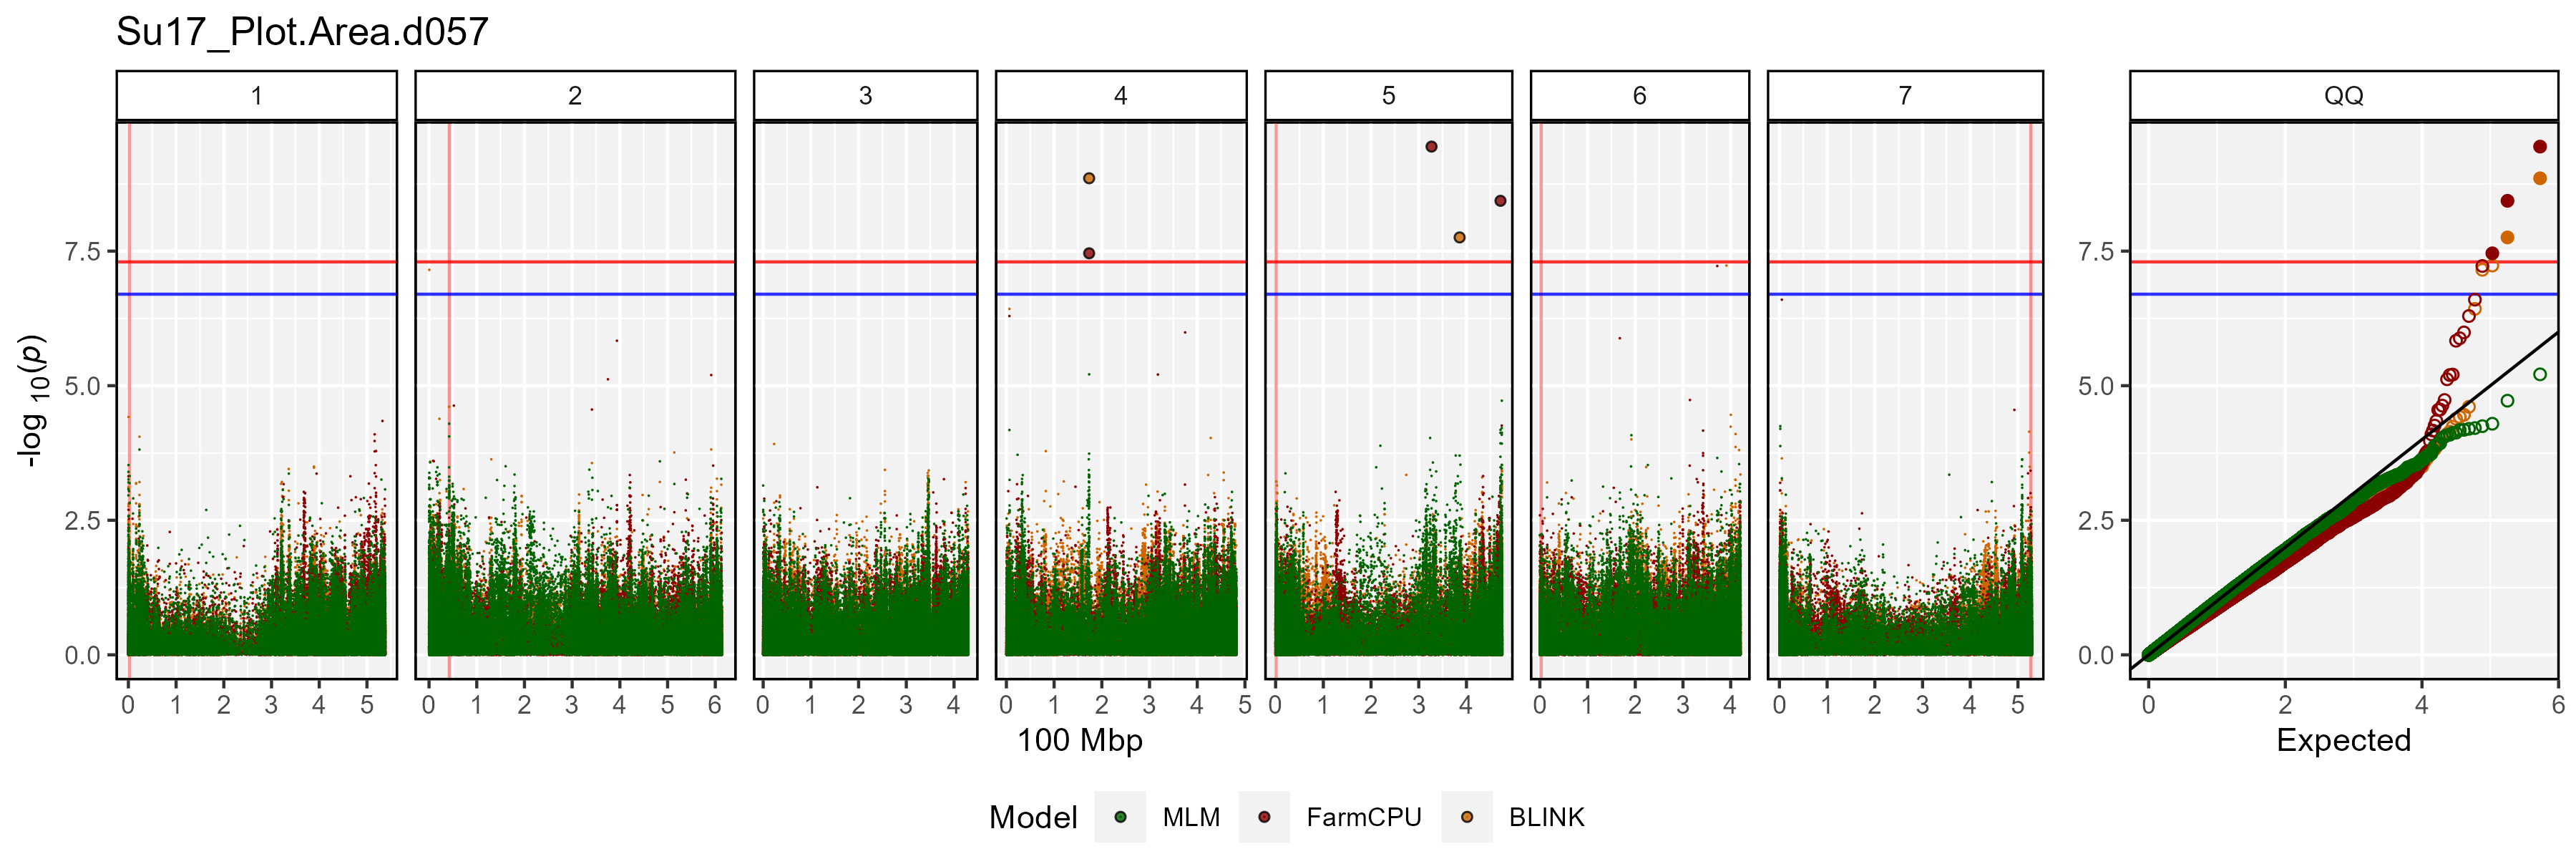 Su17_Plot.Area.d057
1 2 3 4 5 6 7 QQ
-log 10(p)
7.5
5.0
2.5
0.0
7.5
5.0
2.5
0.0
0 1 2 3 4 5 0 1 2 3 4 5 6 0 1 2 3 4 0 1 2 3 4 5 0 1 2 3 4 0 1 2 3 4 0 1 2 3 4 5 0 2 4 6
100 Mbp Expected
Model MLM FarmCPU BLINK